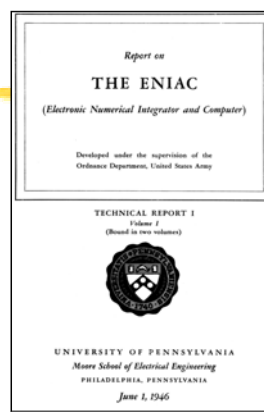 Report on
THE ENIAC
(Electronic Numerical Integrator and Computer)
Developed under the supervision of the
Ordnance Department, United States Army
TECHNICAL REPORT I
Volume I
(Bound in two volumes)
UNIVERSITY OF PENNSYLVANIA
Moore School of Electrical Engineering
PHILADELPHIA, PENNSYLVANIA
June 1, 1946